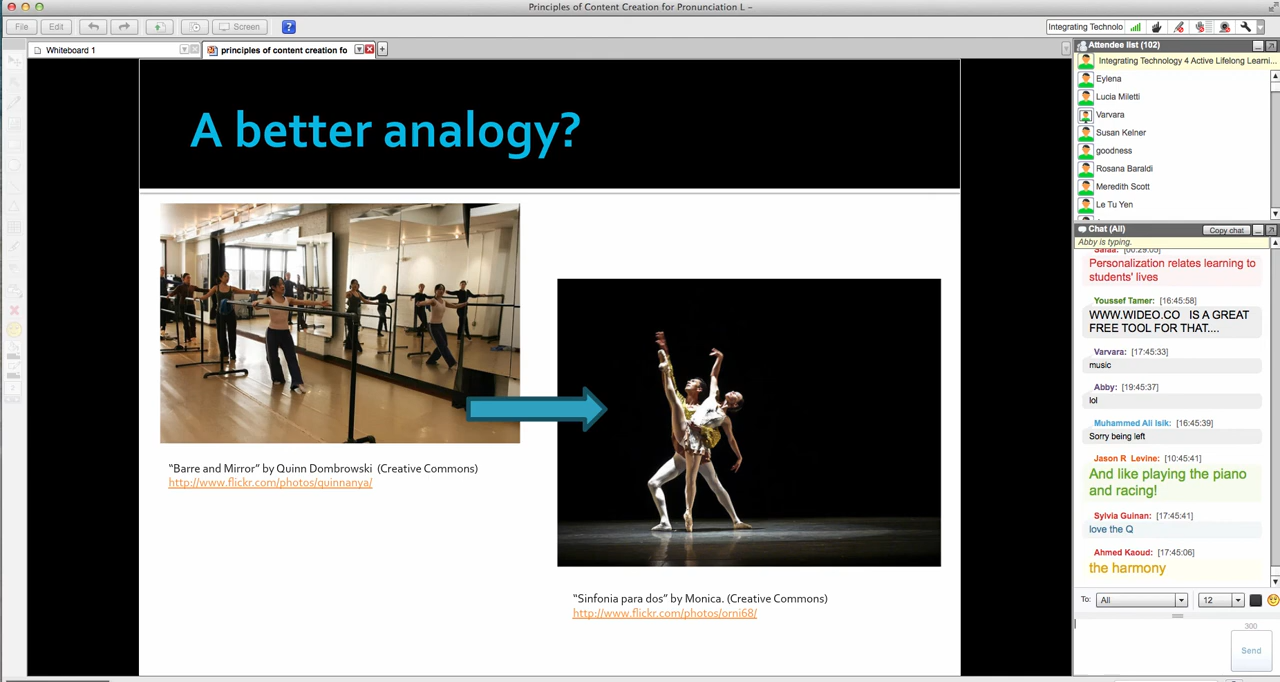 Principles of Content Creation for Pronunciation L –
File
Edit
Screen
?
Integrating Technolo
Whiteboard 1
principles of content creation fo
A better analogy?
"Barre and Mirror" by Quinn Dombrowski (Creative Commons)
http://www.flickr.com/photos/quinnanya/
"Sinfonia para dos" by Monica. (Creative Commons)
http://www.flickr.com/photos/orni68/
Attendee list (102)
Integrating Technology 4 Active Lifelong Learni...
Eylena
Lucia Miletti
Varvara
Susan Kelner
goodness
Rosana Baraldi
Meredith Scott
Le Tu Yen
Chat (All)
Copy chat
Abby is typing.
Personalization relates learning to
students' lives
Youssef Tamer: [16:45:58]
WWW.WIDEO.CO IS A GREAT
FREE TOOL FOR THAT....
Varvara: [17:45:33]
music
Abby: [19:45:37]
lol
Muhammed Ali Isik: [16:45:39]
Sorry being left
Jason R Levine: [10:45:41]
And like playing the piano
and racing!
Sylvia Guinan: [17:45:41]
love the Q
Ahmed Kaoud: [17:45:06]
the harmony
To:
All
12
300
Send